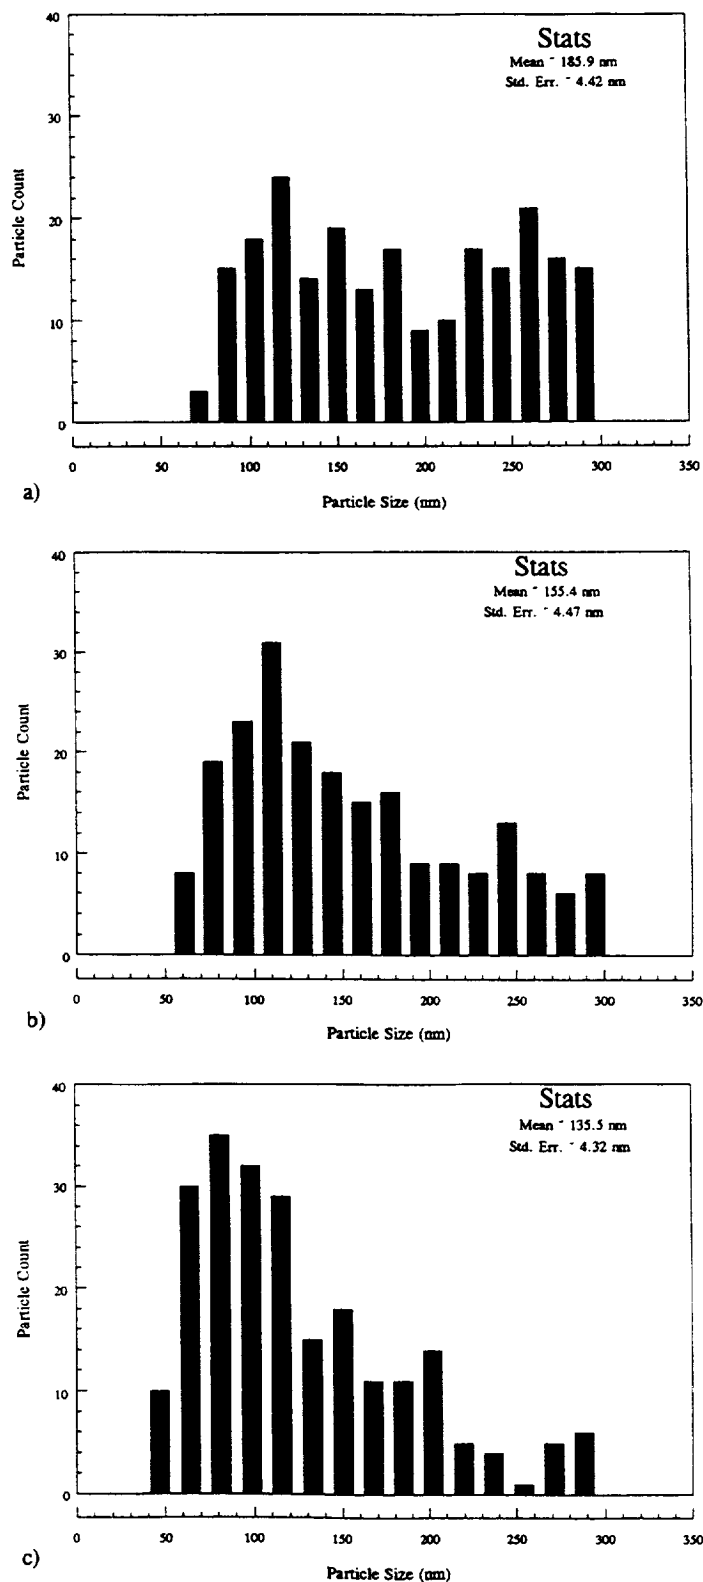 40
Stats
Mean ~ 185.9 nm
Std. Err. ~ 4.42 nm
30
Particle Count
20
10
0
0 50 100 150 200 250 300 350
a)
Particle Size (nm)
40
Stats
Mean ~ 155.4 nm
Std. Err. ~ 4.47 nm
30
Particle Count
20
10
0
0 50 100 150 200 250 300 350
b)
Particle Size (nm)
40
Stats
Mean ~ 135.5 nm
Std. Err. ~ 4.32 nm
30
Particle Count
20
10
0
0 50 100 150 200 250 300 350
c)
Particle Size (nm)